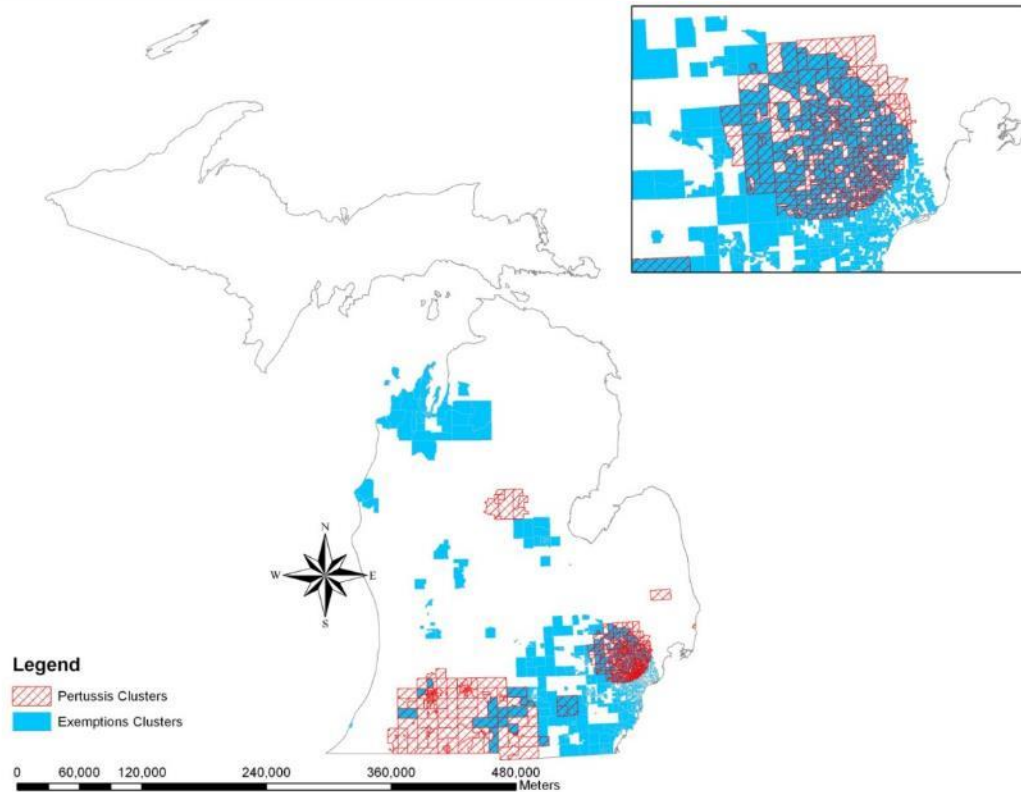 N
W E
S
Legend
Pertussis Clusters
Exemptions Clusters
0 60,000 120,000 240,000 360,000 480,000
Meters